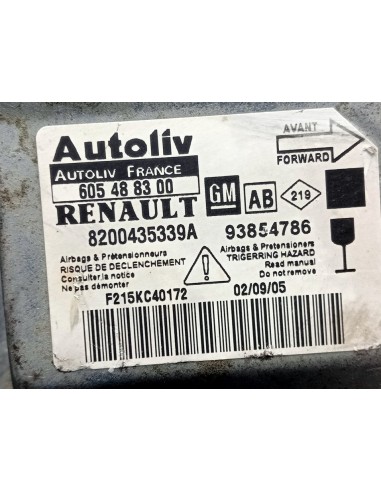 Autoliv
AVANT
AUTOLIV FRANCE
FORWARD
605 48 83 00
RENAULT GM AB 219
8200435339A 93854786
Airbags & Prétensionneurs
RISQUE DE DECLENCHEMENT
Consulter la notice
Ne pas démonter
Airbags & Pretensioners
TRIGERRING HAZARD
Read manual
Do not remove
F215KC40172 02/09/05